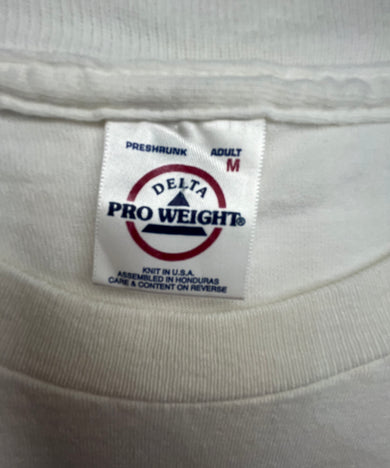 PRESHRUNK ADULT
M
DELTA
PRO WEIGHT®
KNIT IN U.S.A.
ASSEMBLED IN HONDURAS
CARE & CONTENT ON REVERSE